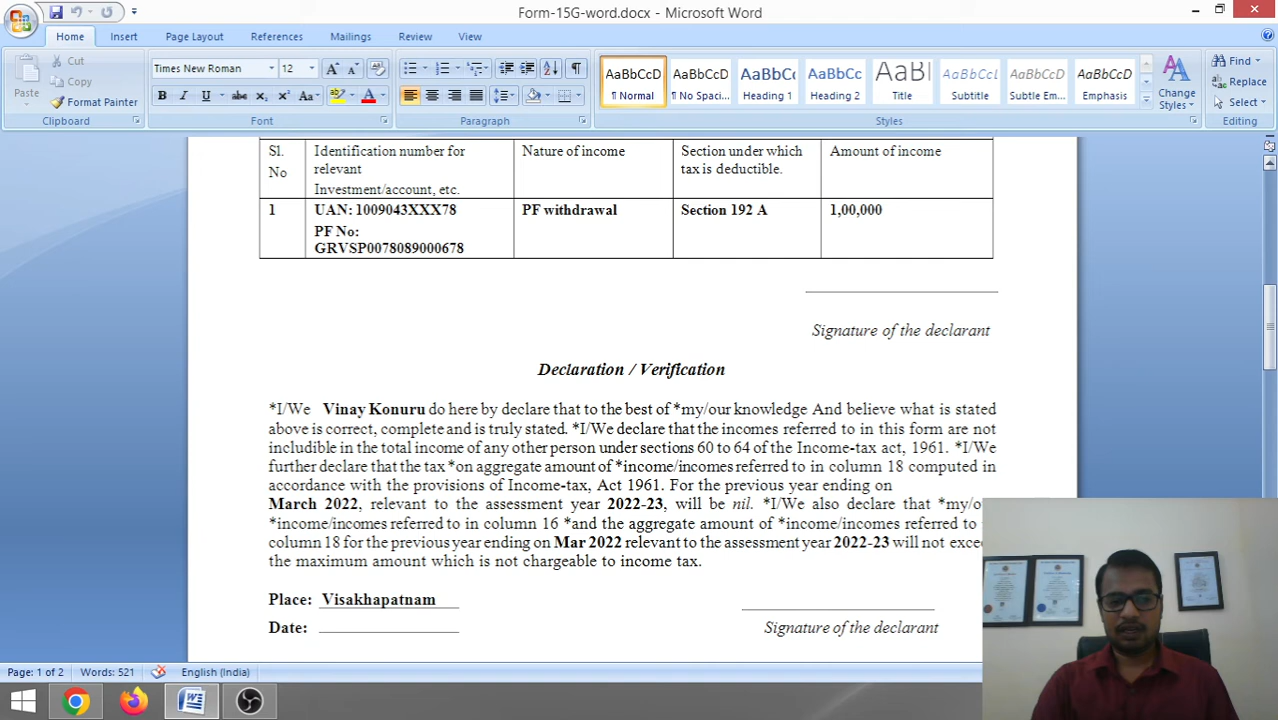 Form-15G-word.docx - Microsoft Word
Home Insert Page Layout References Mailings Review View
Cut
Copy
Format Painter
Paste
Clipboard
Times New Roman 12
Font
Paragraph
AaBbCcD AaBbCcD AaBbCc AaBbCc AaBl AaBbCcD AaBbCcD AaBbCcD
¶ Normal ¶ No Spaci... Heading 1 Heading 2 Title Subtitle Subtle Em... Emphasis
Change Styles
Styles
Find
Replace
Select
Editing
Sl. No
Identification number for relevant Investment/account, etc.
Nature of income
Section under which tax is deductible.
Amount of income
1
UAN: 1009043XXX78
PF No:
GRVSP0078089000678
PF withdrawal
Section 192 A
1,00,000
Signature of the declarant
Declaration / Verification
*I/We Vinay Konuru do here by declare that to the best of *my/our knowledge And believe what is stated
above is correct, complete and is truly stated. *I/We declare that the incomes referred to in this form are not
includible in the total income of any other person under sections 60 to 64 of the Income-tax act, 1961. *I/We
further declare that the tax *on aggregate amount of *income/incomes referred to in column 18 computed in
accordance with the provisions of Income-tax, Act 1961. For the previous year ending on
March 2022, relevant to the assessment year 2022-23, will be nil. *I/We also declare that *my/o
*income/incomes referred to in column 16 *and the aggregate amount of *income/incomes referred to
column 18 for the previous year ending on Mar 2022 relevant to the assessment year 2022-23 will not excee
the maximum amount which is not chargeable to income tax.
Place: Visakhapatnam
Date:
Signature of the declarant
Page: 1 of 2 Words: 521 English (India)